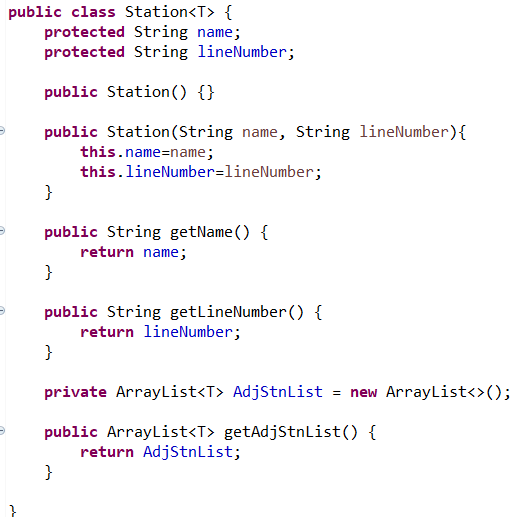 public class Station<T> {
    protected String name;
    protected String lineNumber;
    public Station() {}
    public Station(String name, String lineNumber){
        this.name=name;
        this.lineNumber=lineNumber;
    }
    public String getName() {
        return name;
    }
    public String getLineNumber() {
        return lineNumber;
    }
    private ArrayList<T> AdjStnList = new ArrayList<>();
    public ArrayList<T> getAdjStnList() {
        return AdjStnList;
    }
}